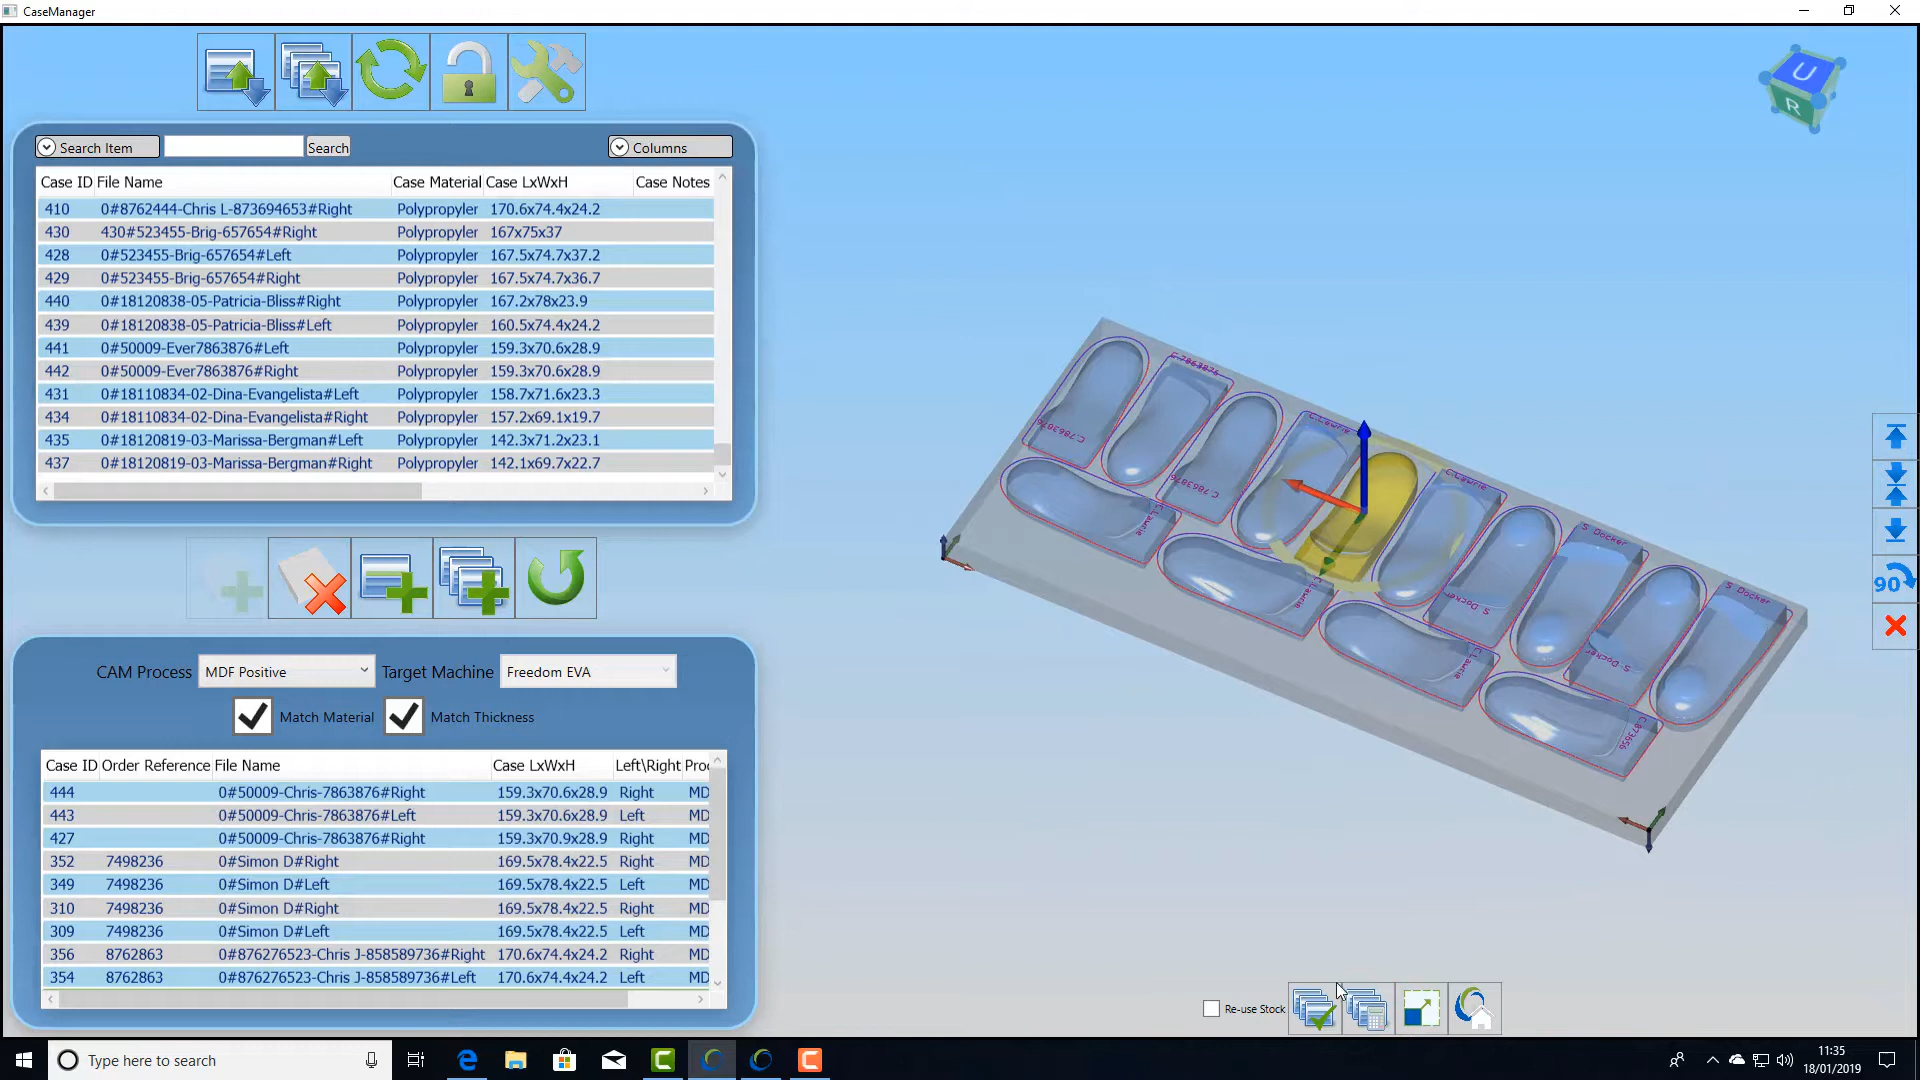 CaseManager
U
R
Search Item
Search
Columns
Case ID File Name Case Material Case LxWxH Case Notes
410 0#8762444-Chris L-873694653#Right Polypropyler 170.6x74.4x24.2
430 430#523455-Brig-657654#Right Polypropyler 167x75x37
428 0#523455-Brig-657654#Left Polypropyler 167.5x74.7x37.2
429 0#523455-Brig-657654#Right Polypropyler 167.5x74.7x36.7
440 0#18120838-05-Patricia-Bliss#Right Polypropyler 167.2x78x23.9
439 0#18120838-05-Patricia-Bliss#Left Polypropyler 160.5x74.4x24.2
441 0#50009-Ever7863876#Left Polypropyler 159.3x70.6x28.9
442 0#50009-Ever7863876#Right Polypropyler 159.3x70.6x28.9
431 0#18110834-02-Dina-Evangelista#Left Polypropyler 158.7x71.6x23.3
434 0#18110834-02-Dina-Evangelista#Right Polypropyler 157.2x69.1x19.7
435 0#18120819-03-Marissa-Bergman#Left Polypropyler 142.3x71.2x23.1
437 0#18120819-03-Marissa-Bergman#Right Polypropyler 142.1x69.7x22.7
C.7863876
C.Lawrie
C.Lawrie
S Docker
S Docker
C.7863876
C.7863876
C.Lawrie
C.Lawrie
S. Docker
S. Docker
C.Lawrie
C.873656
90
CAM Process MDF Positive Target Machine Freedom EVA
Match Material Match Thickness
Case ID Order Reference File Name Case LxWxH Left\Right Pro
444 0#50009-Chris-7863876#Right 159.3x70.6x28.9 Right MD
443 0#50009-Chris-7863876#Left 159.3x70.6x28.9 Left MD
427 0#50009-Chris-7863876#Right 159.3x70.9x28.9 Right MD
352 7498236 0#Simon D#Right 169.5x78.4x22.5 Right MD
349 7498236 0#Simon D#Left 169.5x78.4x22.5 Left MD
310 7498236 0#Simon D#Right 169.5x78.4x22.5 Right MD
309 7498236 0#Simon D#Left 169.5x78.4x22.5 Left MD
356 8762863 0#876276523-Chris J-858589736#Right 170.6x74.4x24.2 Right MD
354 8762863 0#876276523-Chris J-858589736#Left 170.6x74.4x24.2 Left MD
Re-use Stock
Type here to search
11:35
18/01/2019